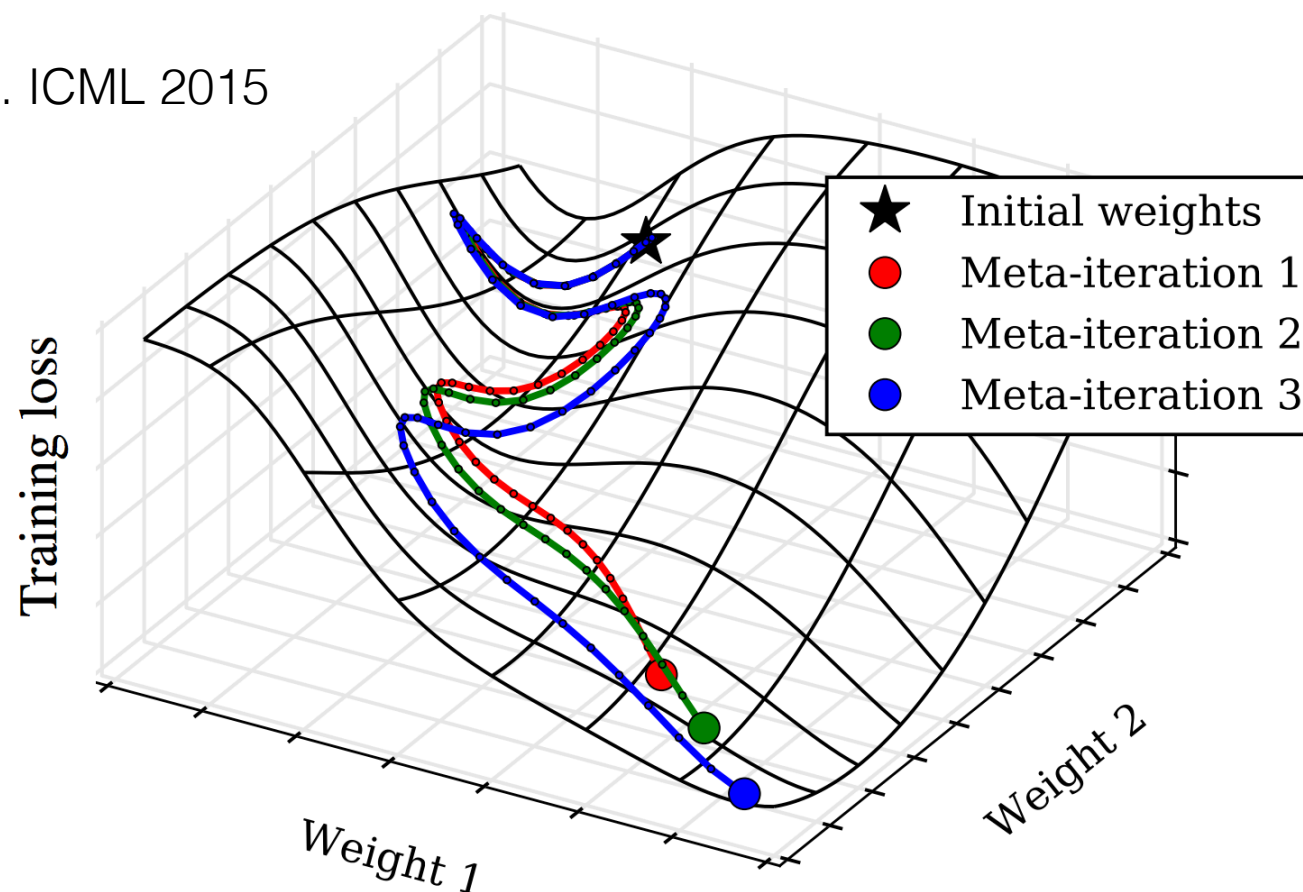 . ICML 2015
Initial weights
Meta-iteration 1
Meta-iteration 2
Meta-iteration 3
Training loss
Weight 1
Weight 2